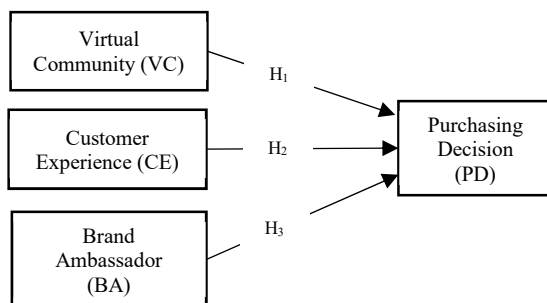 Virtual
Community (VC)
H₁
Customer
Experience (CE)
H₂
Purchasing
Decision
(PD)
Brand
Ambassador
(BA)
H₃